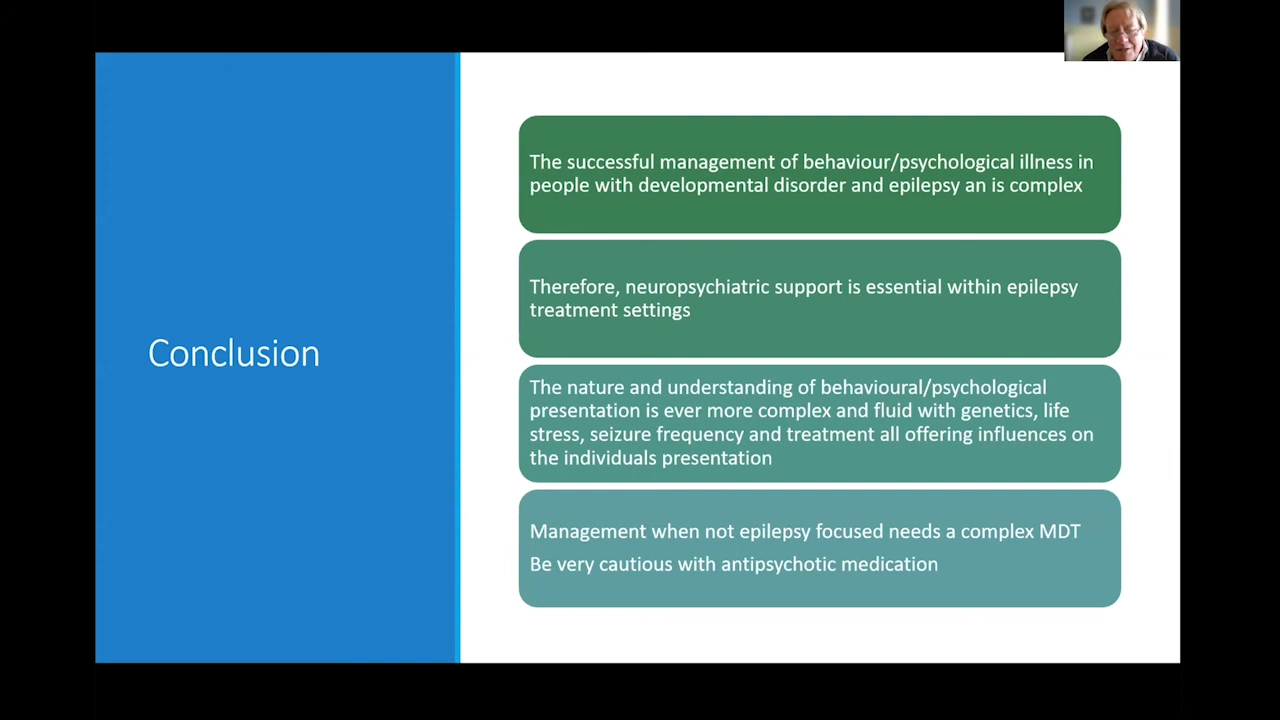 Conclusion
The successful management of behaviour/psychological illness in
people with developmental disorder and epilepsy an is complex
Therefore, neuropsychiatric support is essential within epilepsy
treatment settings
The nature and understanding of behavioural/psychological
presentation is ever more complex and fluid with genetics, life
stress, seizure frequency and treatment all offering influences on
the individuals presentation
Management when not epilepsy focused needs a complex MDT
Be very cautious with antipsychotic medication